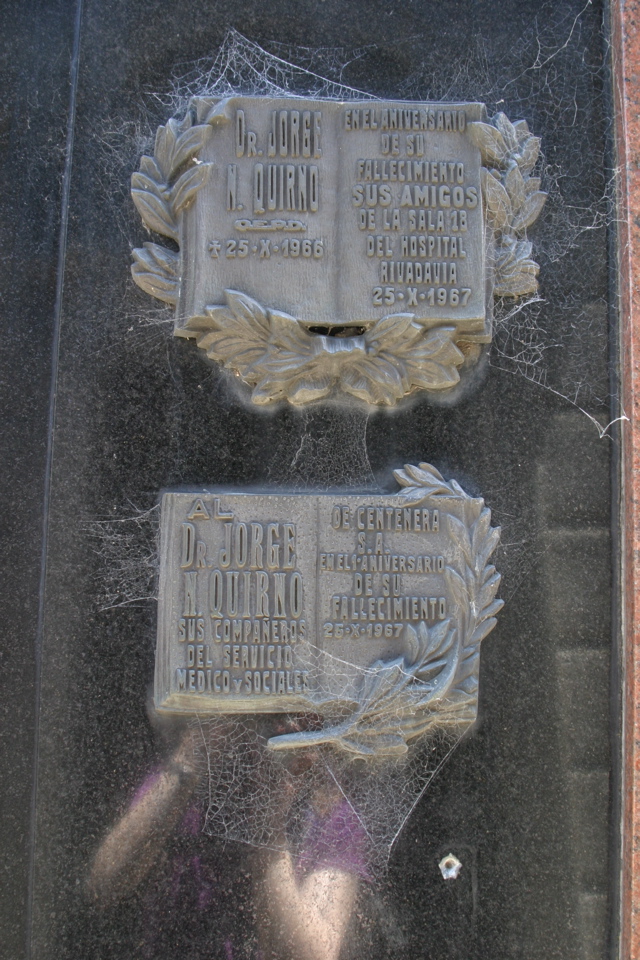 DR. JORGE
N. QUIRNO
Q.E.P.D.
✝25-X-1966
EN EL ANIVERSARIO
DE SU
FALLECIMIENTO
SUS AMIGOS
DE LA SALA 18
DEL HOSPITAL
RIVADAVIA
25-X-1967
AL
DR. JORGE
N. QUIRNO
SUS COMPAÑEROS
DEL SERVICIO
MEDICO Y SOCIALES
DE CENTENERA
S.A.
EN EL 1-ANIVERSARIO
DE SU
FALLECIMIENTO
25-X-1967